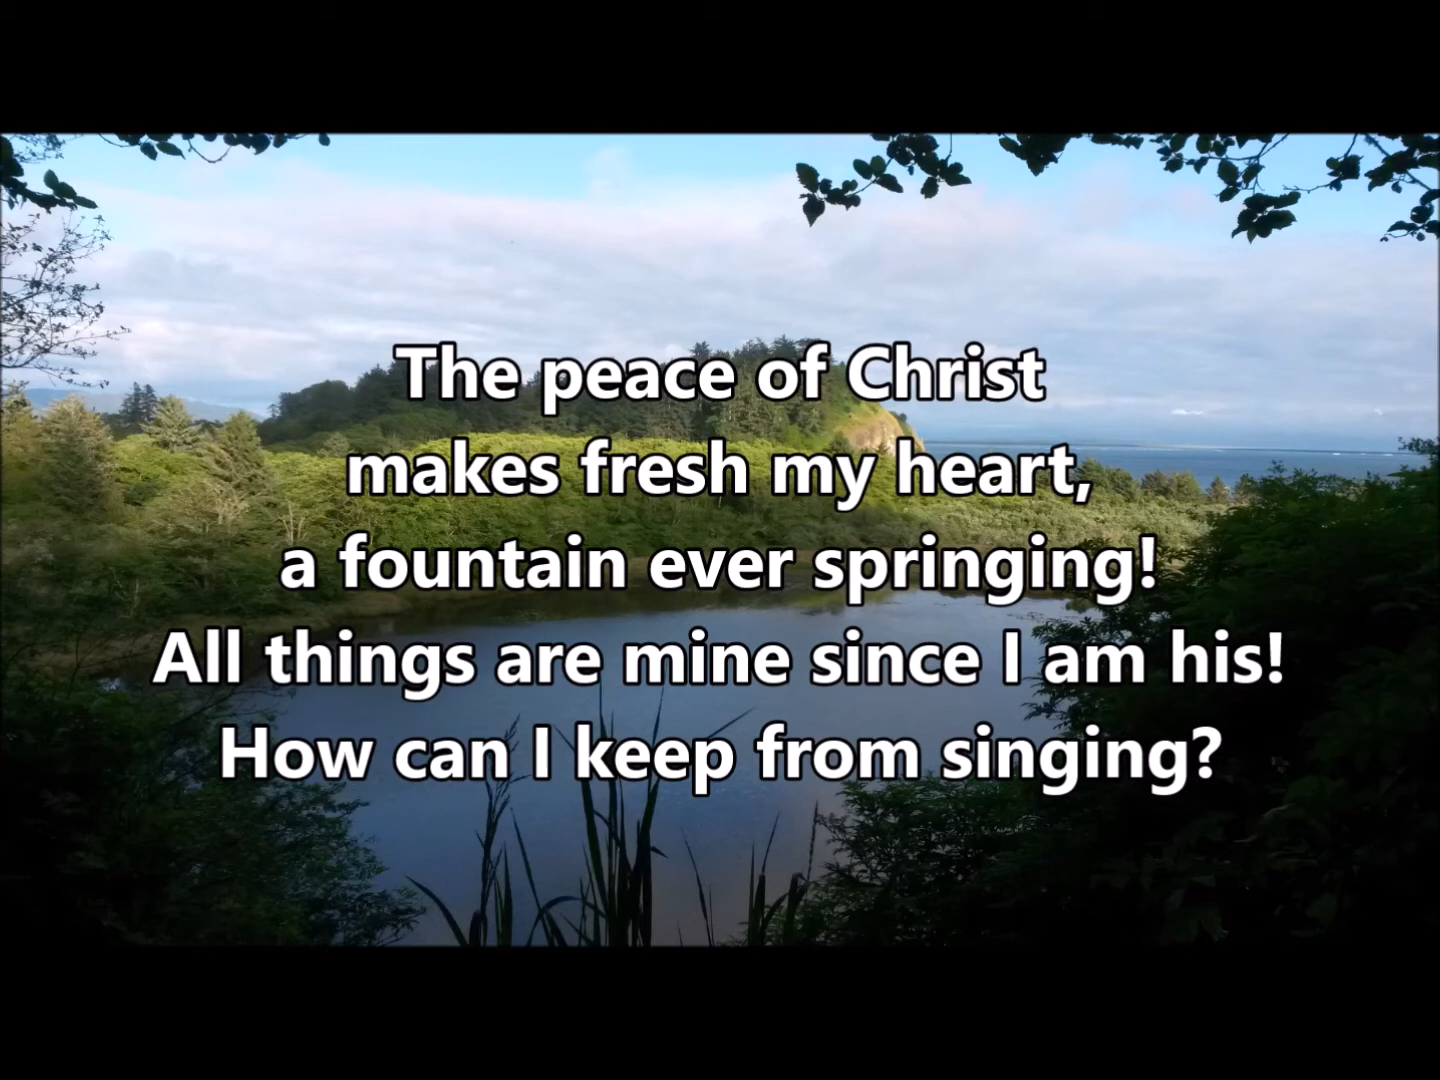 The peace of Christ
makes fresh my heart,
a fountain ever springing!
All things are mine since I am his!
How can I keep from singing?